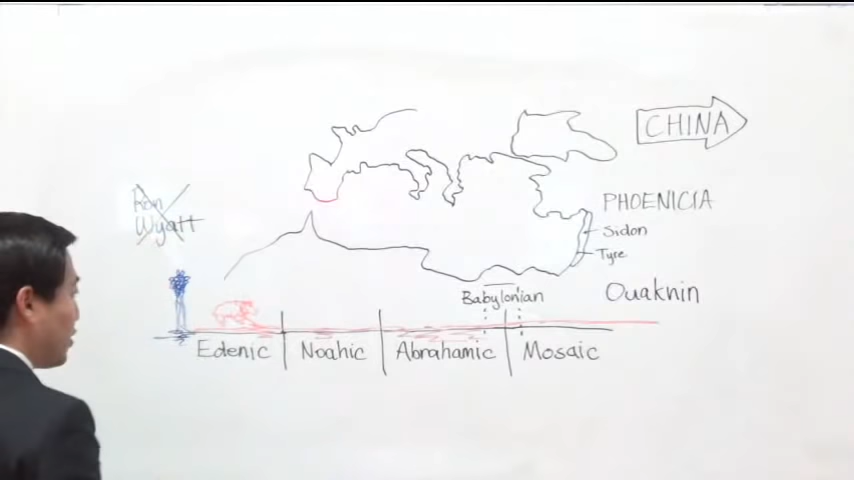 CHINA
Ron
Wyatt
PHOENICIA
Sidon
Tyre
Babylonian
Ouaknin
Edenic
Noahic
Abrahamic
Mosaic